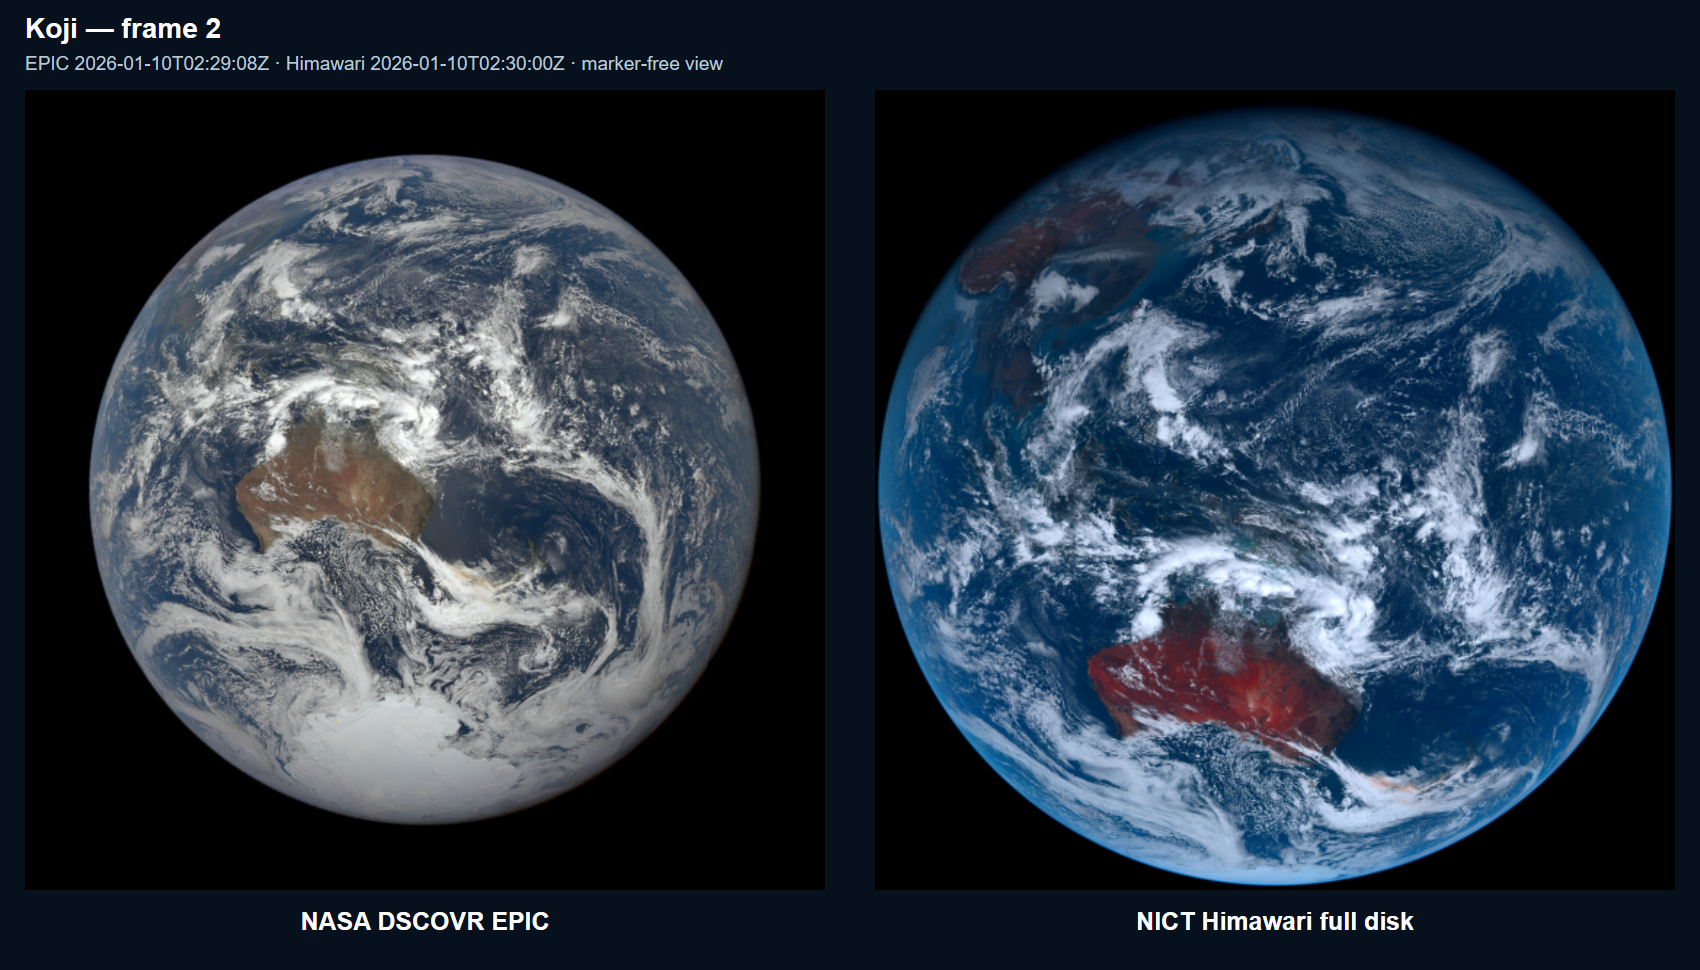 Koji — frame 2
EPIC 2026-01-10T02:29:08Z · Himawari 2026-01-10T02:30:00Z · marker-free view
NASA DSCOVR EPIC
NICT Himawari full disk